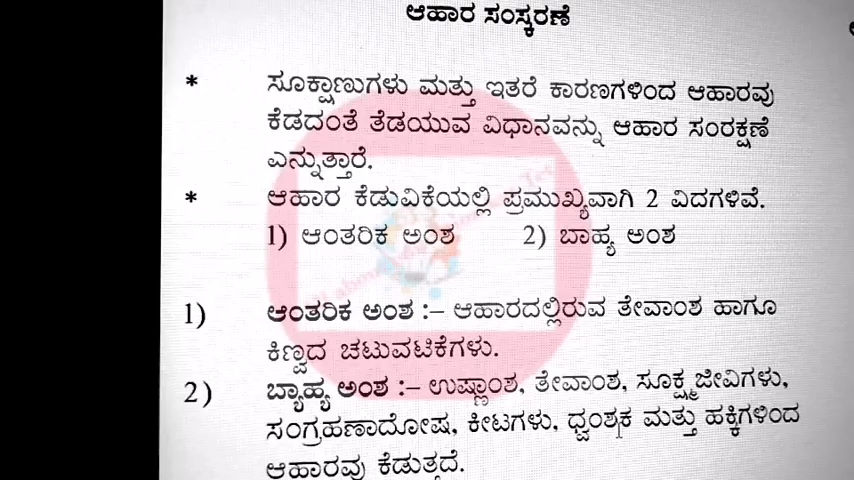 ಆಹಾರ ಸಂಸ್ಕರಣೆ
* ಸೂಕ್ಷಾಣುಗಳು ಮತ್ತು ಇತರೆ ಕಾರಣಗಳಿಂದ ಆಹಾರವು
ಕೆಡದಂತೆ ತೆಡಯುವ ವಿಧಾನವನ್ನು ಆಹಾರ ಸಂರಕ್ಷಣೆ
ಎನ್ನುತ್ತಾರೆ.
* ಆಹಾರ ಕೆಡುವಿಕೆಯಲ್ಲಿ ಪ್ರಮುಖ್ಯವಾಗಿ 2 ವಿದಗಳಿವೆ.
1) ಆಂತರಿಕ ಅಂಶ 2) ಬಾಹ್ಯ ಅಂಶ
1) ಆಂತರಿಕ ಅಂಶ :– ಆಹಾರದಲ್ಲಿರುವ ತೇವಾಂಶ ಹಾಗೂ
ಕಿಣ್ವದ ಚಟುವಟಿಕೆಗಳು.
2) ಬ್ಯಾಹ್ಯ ಅಂಶ :– ಉಷ್ಣಾಂಶ, ತೇವಾಂಶ, ಸೂಕ್ಷ್ಮಜೀವಿಗಳು,
ಸಂಗ್ರಹಣಾದೋಷ, ಕೀಟಗಳು, ಧ್ವಂಶಕ ಮತ್ತು ಹಕ್ಕಿಗಳಿಂದ
ಆಹಾರವು ಕೆಡುತ್ತದೆ.